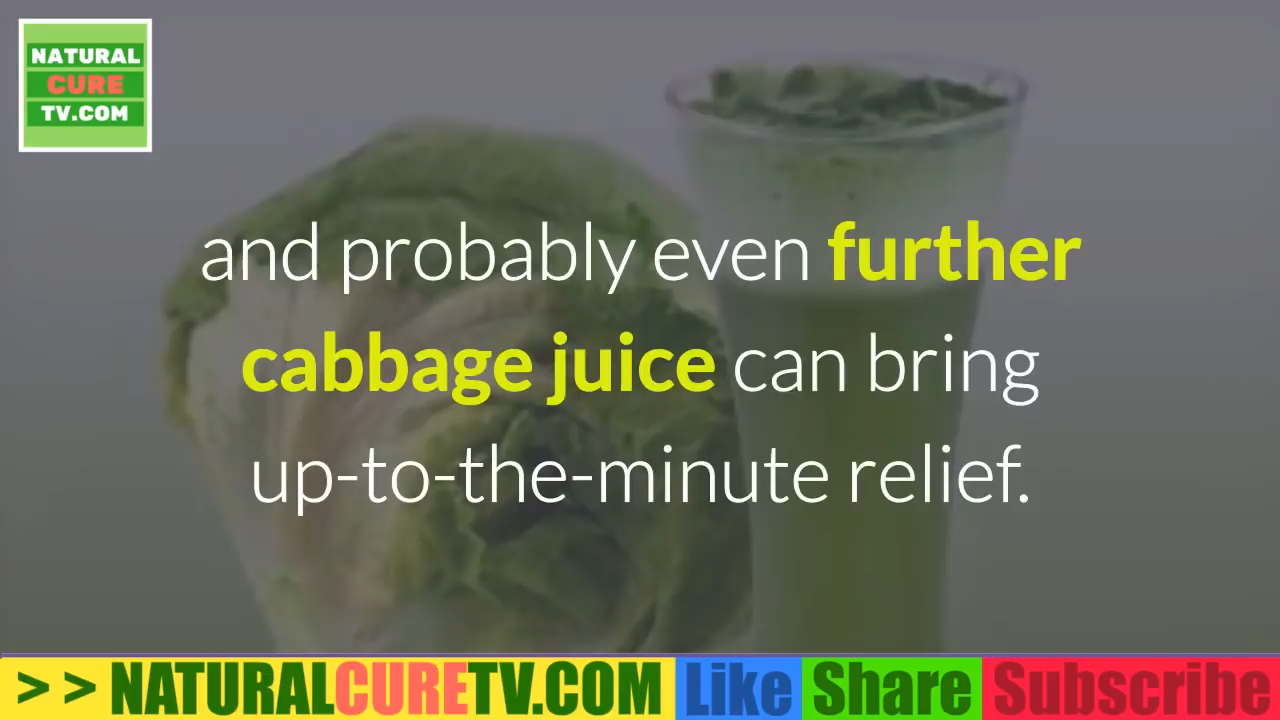 NATURAL
CURE
TV.COM
and probably even further
cabbage juice can bring
up-to-the-minute relief.
> > NATURALCURETV.COM Like Share Subscribe